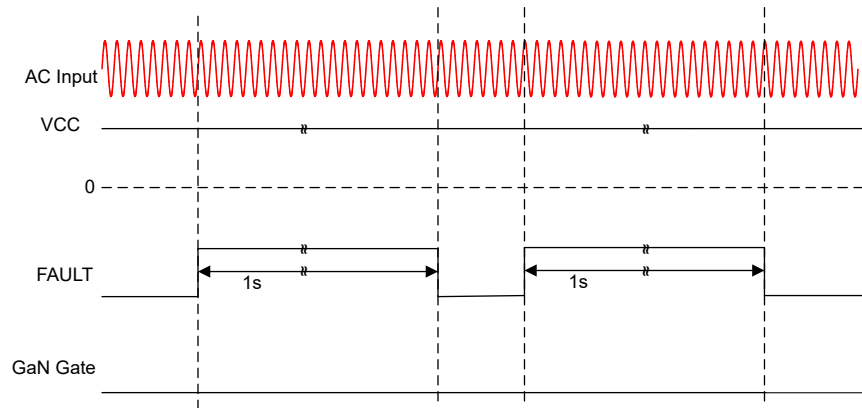 AC Input
VCC
0
FAULT
1s
1s
GaN Gate